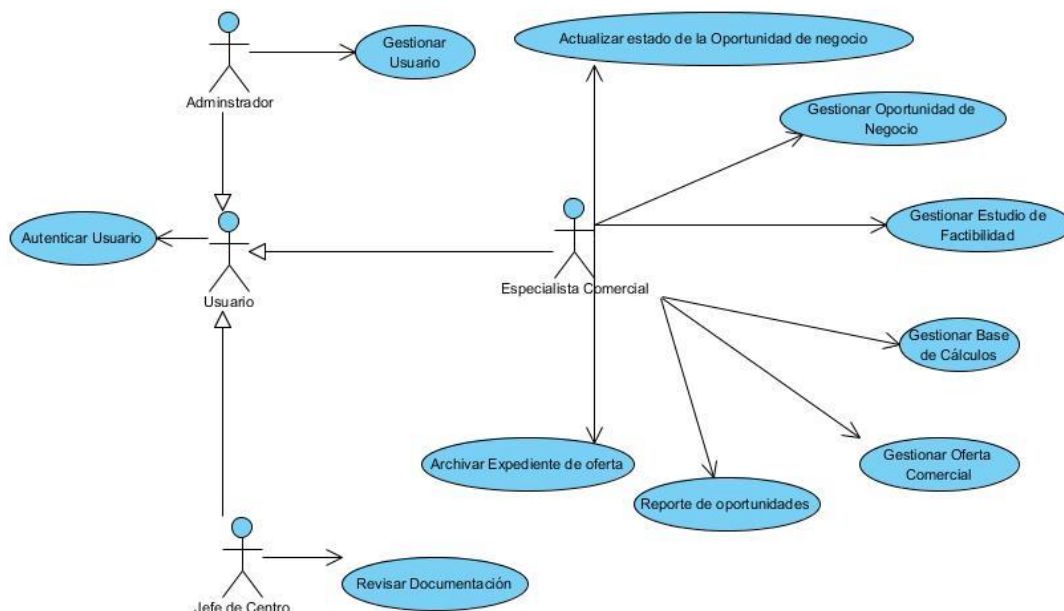 Gestionar
Usuario
Actualizar estado de la Oportunidad de negocio
Adminstrador
Gestionar Oportunidad de
Negocio
Autenticar Usuario
Gestionar Estudio de
Factibilidad
Usuario
Especialista Comercial
Gestionar Base
de Cálculos
Archivar Expediente de oferta
Gestionar Oferta
Comercial
Reporte de oportunidades
Revisar Documentación
Jefe de Centro